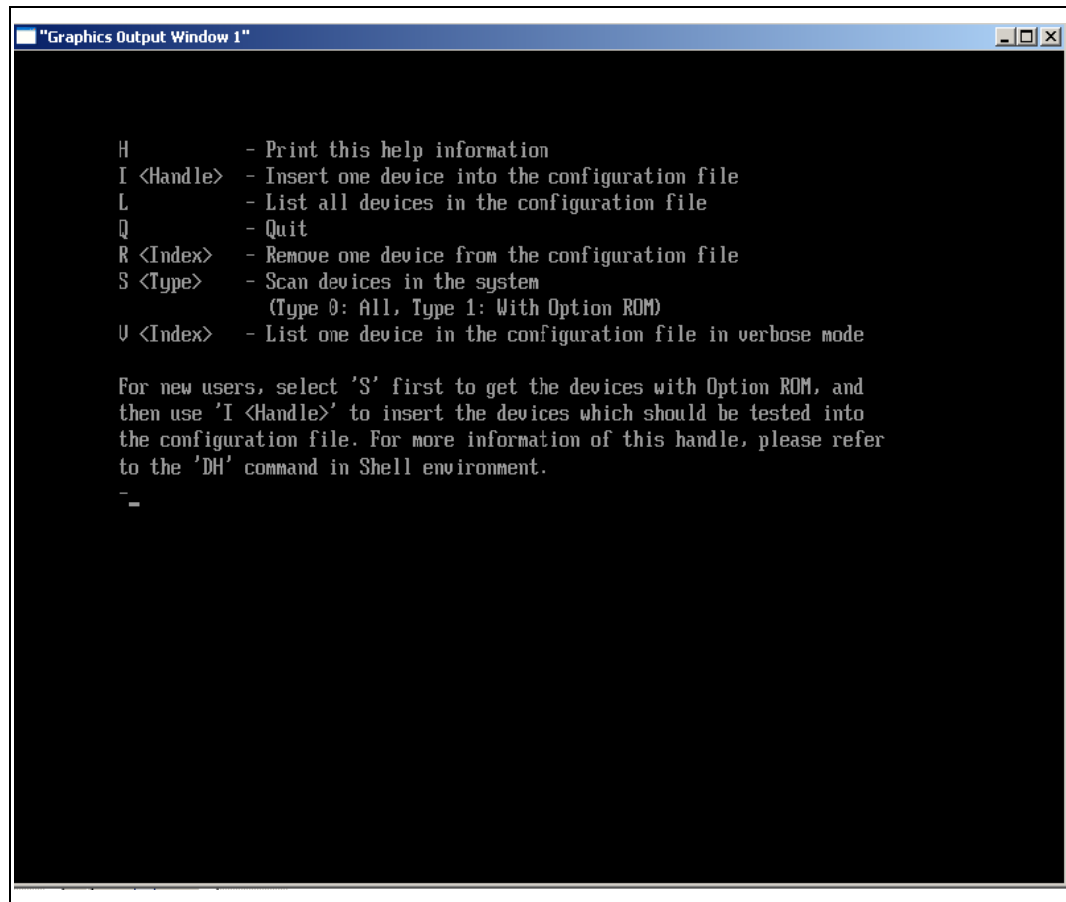 "Graphics Output Window 1"
H - Print this help information
I <Handle> - Insert one device into the configuration file
L - List all devices in the configuration file
Q - Quit
R <Index> - Remove one device from the configuration file
S <Type> - Scan devices in the system
(Type 0: All, Type 1: With Option ROM)
V <Index> - List one device in the configuration file in verbose mode
For new users, select 'S' first to get the devices with Option ROM, and
then use 'I <Handle>' to insert the devices which should be tested into
the configuration file. For more information of this handle, please refer
to the 'DH' command in Shell environment.
-_